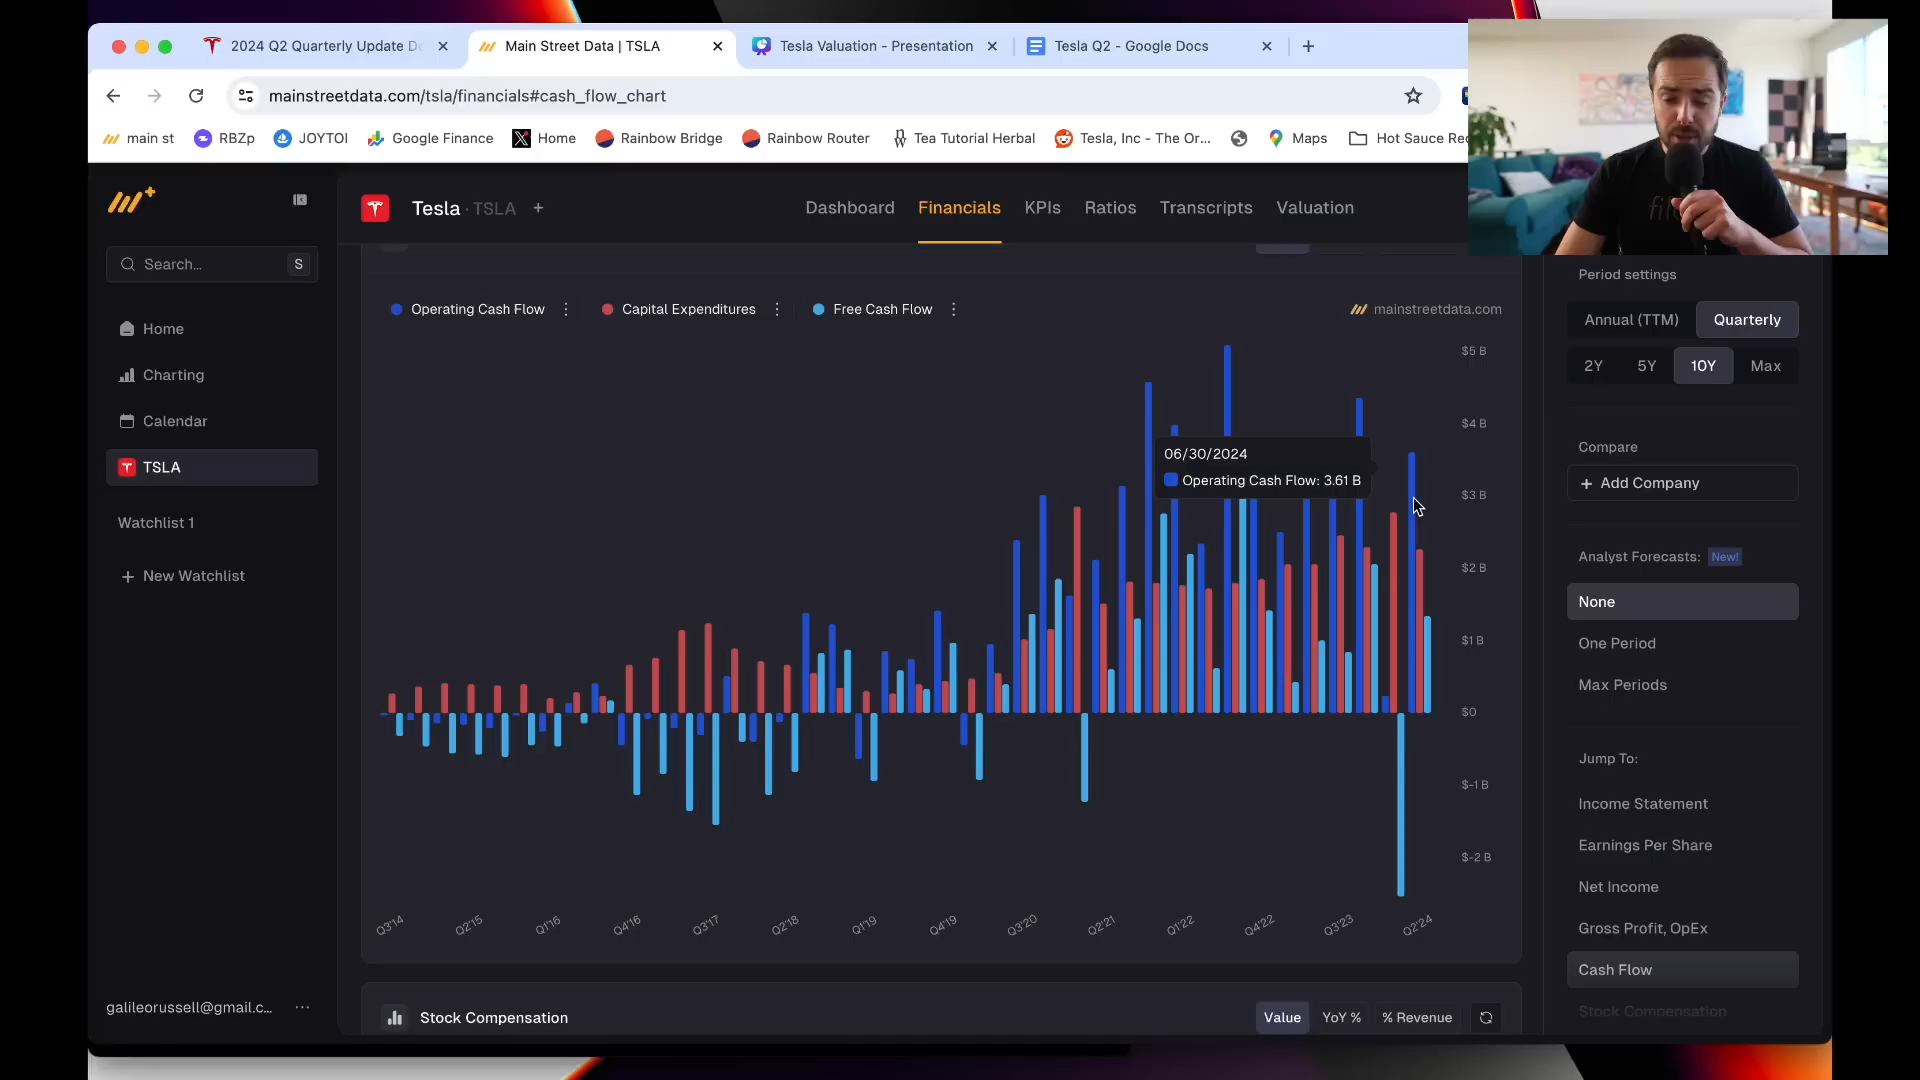 2024 Q2 Quarterly Update De
Main Street Data | TSLA
Tesla Valuation - Presentation
Tesla Q2 - Google Docs
mainstreetdata.com/tsla/financials#cash_flow_chart
main st
RBZp
JOYTOI
Google Finance
Home
Rainbow Bridge
Rainbow Router
Tea Tutorial Herbal
Tesla, Inc - The Or...
Maps
Hot Sauce Rec
Search...
S
Home
Charting
Calendar
TSLA
Watchlist 1
+ New Watchlist
galileorussell@gmail.c... ...
Tesla · TSLA +
Dashboard
Financials
KPIs
Ratios
Transcripts
Valuation
Operating Cash Flow
Capital Expenditures
Free Cash Flow
mainstreetdata.com
$5 B
$4 B
$3 B
$2 B
$1 B
$0
$-1 B
$-2 B
06/30/2024
Operating Cash Flow: 3.61 B
Q3'14
Q2'15
Q1'16
Q4'16
Q3'17
Q2'18
Q1'19
Q4'19
Q3'20
Q2'21
Q1'22
Q4'22
Q3'23
Q2'24
Stock Compensation
Value
YoY %
% Revenue
Period settings
Annual (TTM)
Quarterly
2Y
5Y
10Y
Max
Compare
+ Add Company
Analyst Forecasts: New!
None
One Period
Max Periods
Jump To:
Income Statement
Earnings Per Share
Net Income
Gross Profit, OpEx
Cash Flow
Stock Compensation